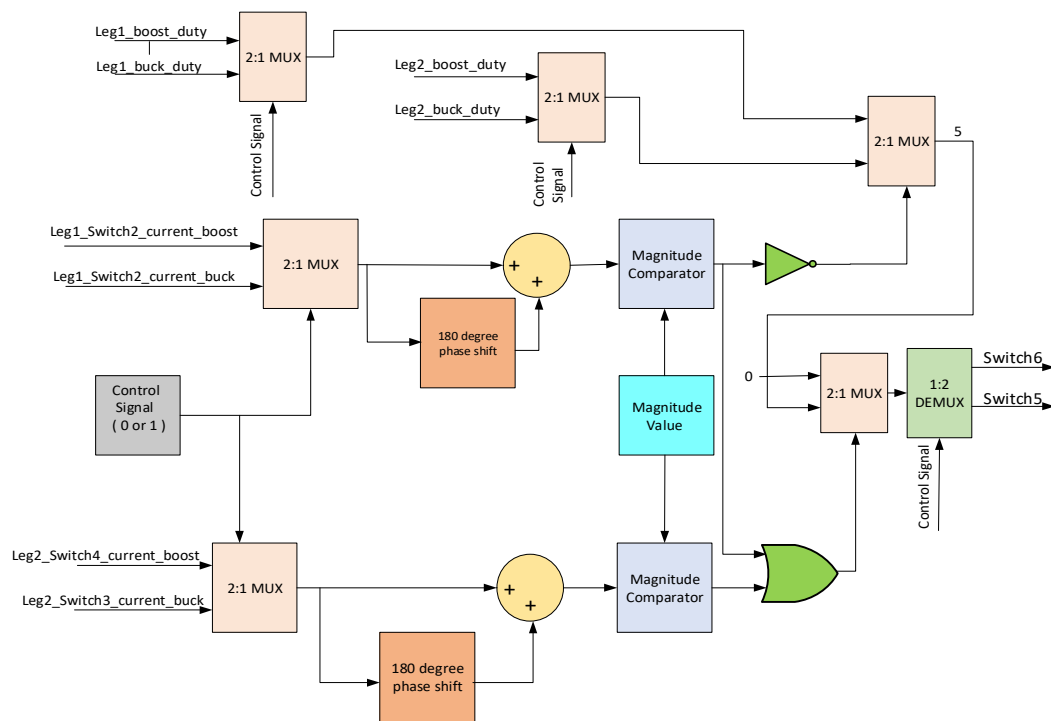 Leg1_boost_duty
Leg1_buck_duty
2:1 MUX
Control Signal
Leg2_boost_duty
Leg2_buck_duty
2:1 MUX
Control
Signal
2:1 MUX
5
Leg1_Switch2_current_boost
Leg1_Switch2_current_buck
2:1 MUX
+
+
Magnitude
Comparator
180 degree
phase shift
Control
Signal
( 0 or 1 )
Magnitude
Value
0
2:1 MUX
1:2
DEMUX
Switch6
Switch5
Control Signal
Leg2_Switch4_current_boost
Leg2_Switch3_current_buck
2:1 MUX
+
+
Magnitude
Comparator
180 degree
phase shift